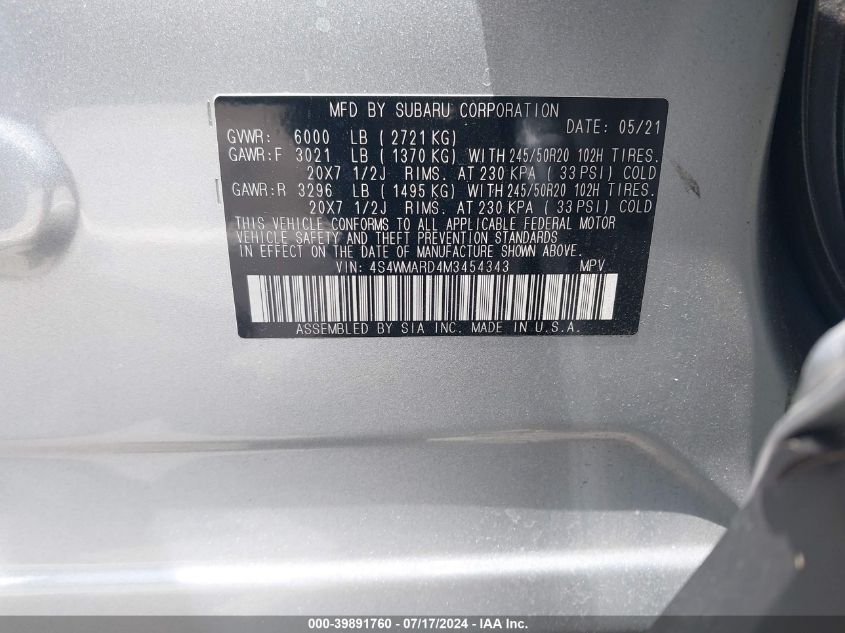 MFD BY SUBARU CORPORATION
DATE: 05/21
GVWR: 6000 LB ( 2721 KG)
GAWR:F 3021 LB ( 1370 KG) WITH 245/50R20 102H TIRES.
20X7 1/2J RIMS. AT 230 KPA ( 33 PSI) COLD
GAWR:R 3296 LB ( 1495 KG) WITH 245/50R20 102H TIRES.
20X7 1/2J RIMS. AT 230 KPA ( 33 PSI) COLD
THIS VEHICLE CONFORMS TO ALL APPLICABLE FEDERAL MOTOR
VEHICLE SAFETY AND THEFT PREVENTION STANDARDS
IN EFFECT ON THE DATE OF MANUFACTURE SHOWN ABOVE.
VIN: 4S4WMARD4M3454343 MPV
ASSEMBLED BY SIA INC. MADE IN U.S.A.
000-39891760 - 07/17/2024 - IAA Inc.